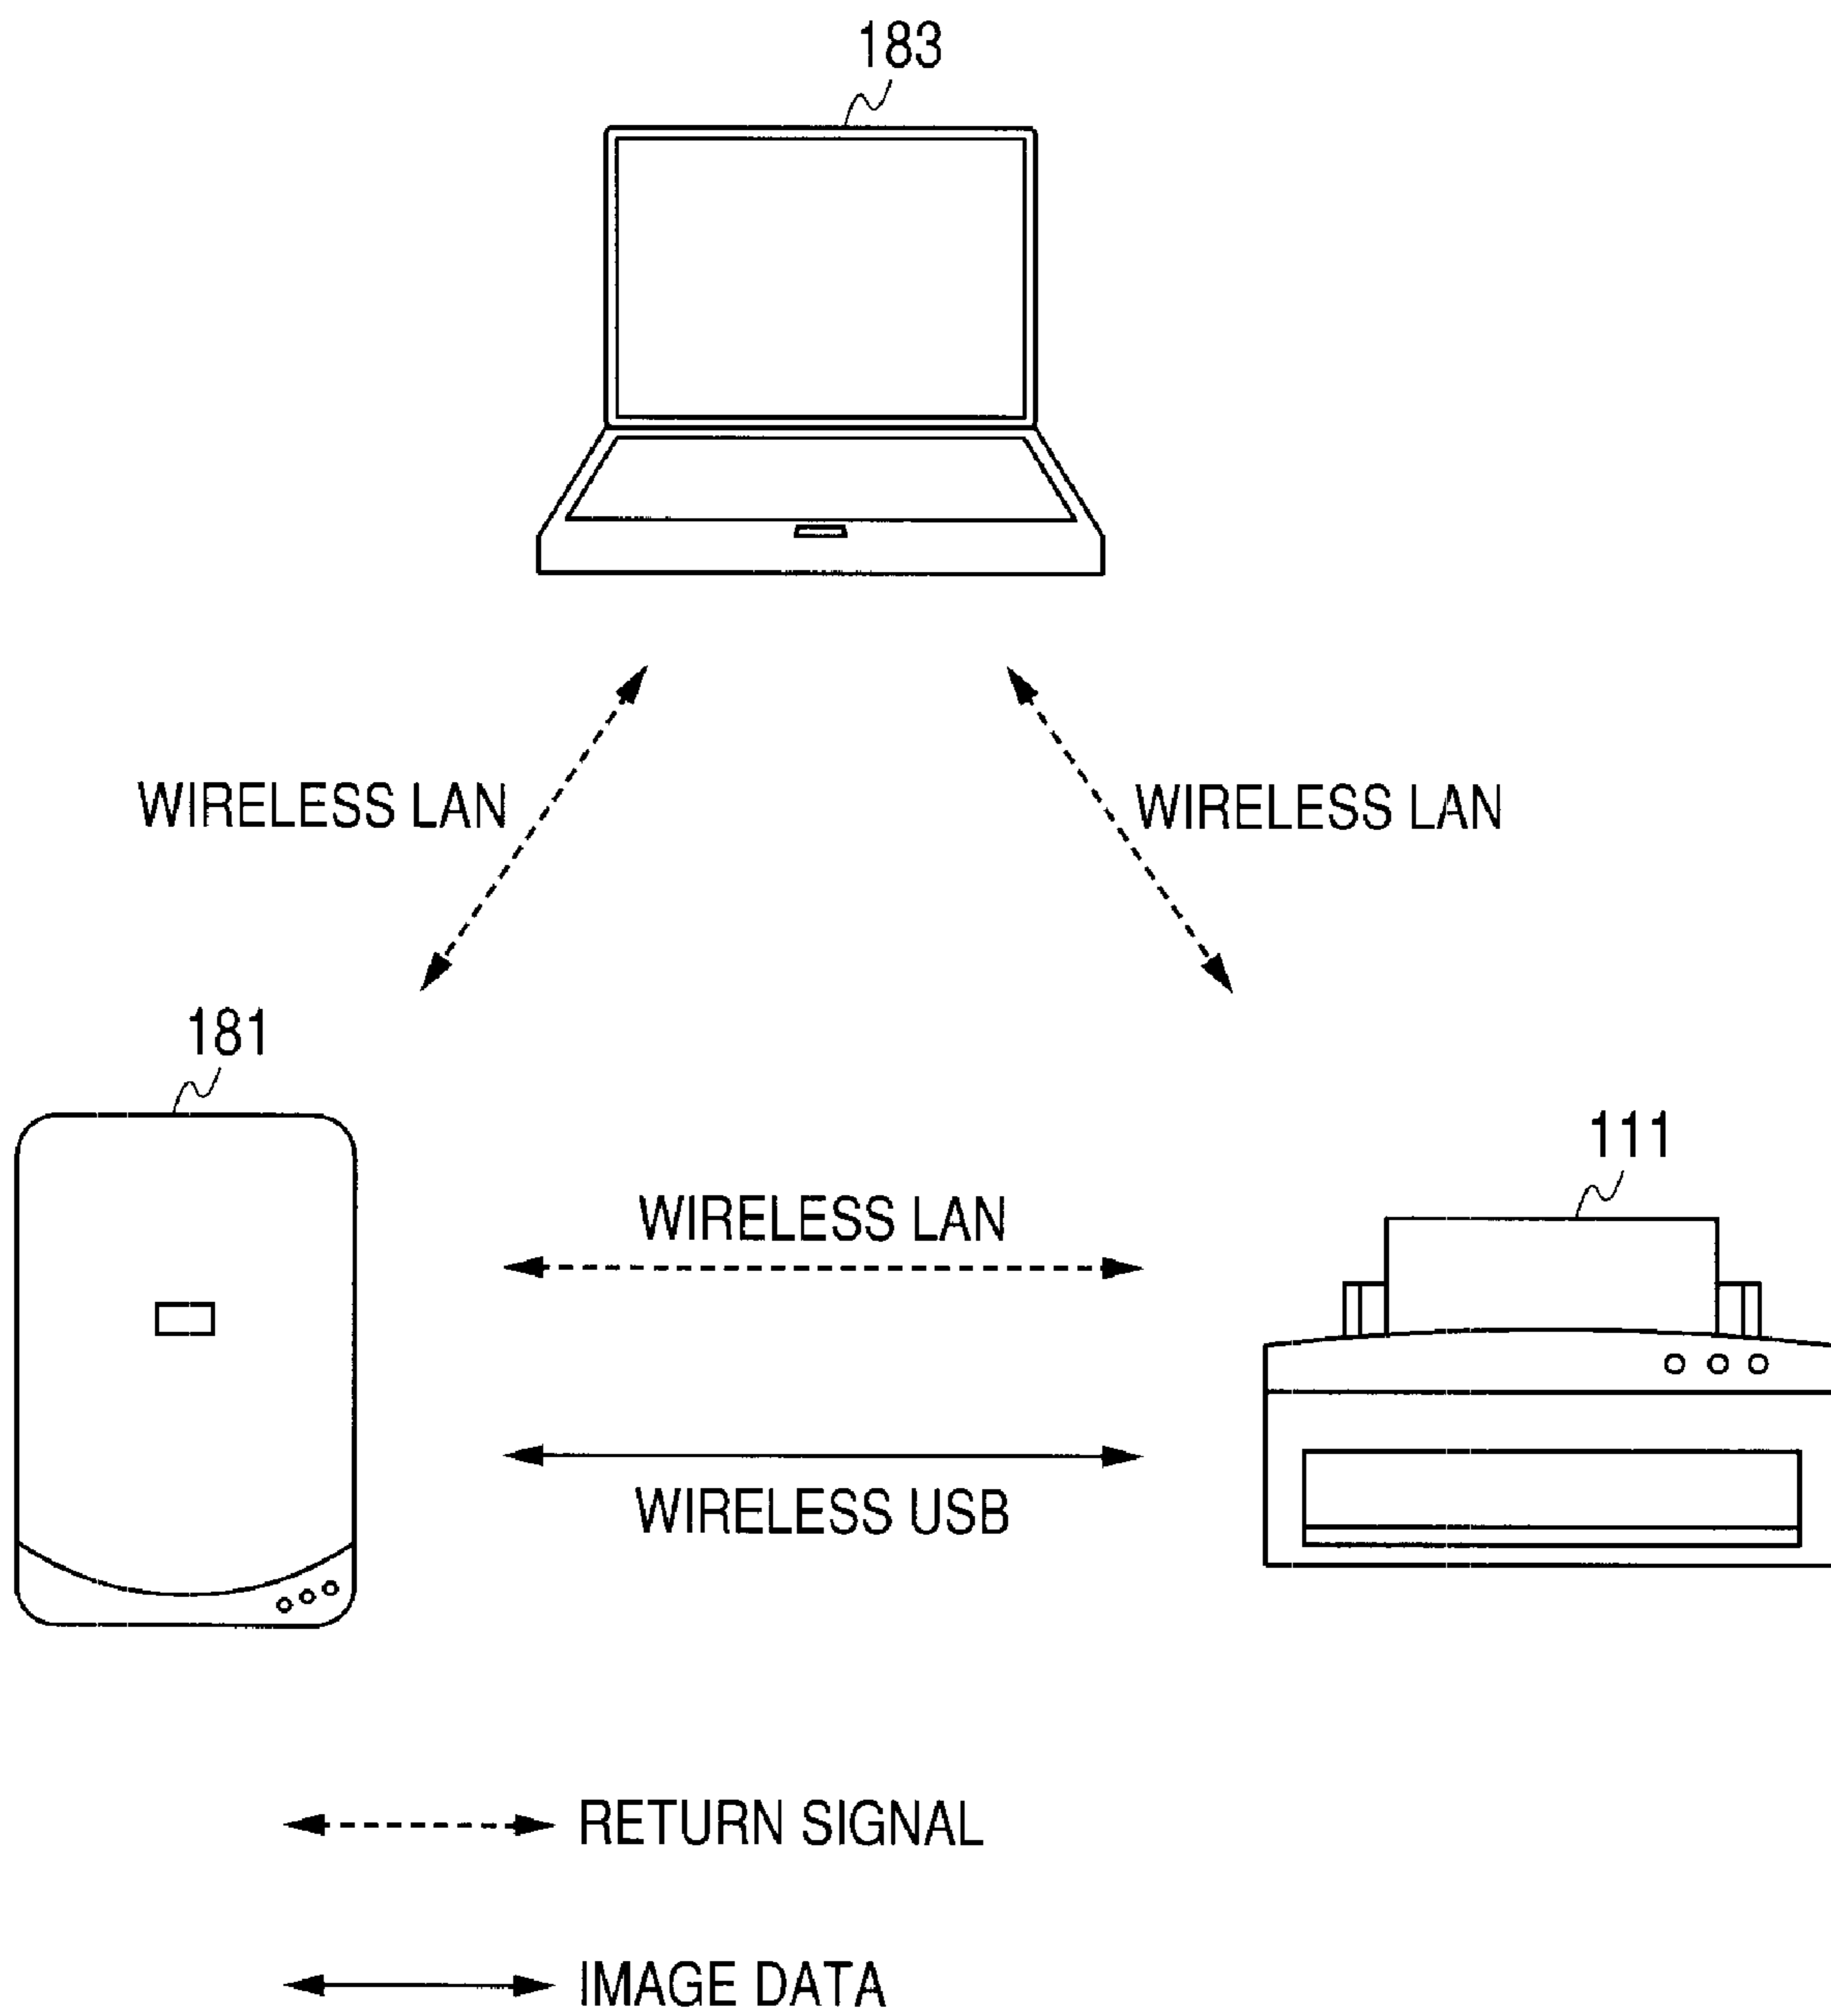 183
WIRELESS LAN
WIRELESS LAN
181
111
WIRELESS LAN
WIRELESS USB
RETURN SIGNAL
IMAGE DATA